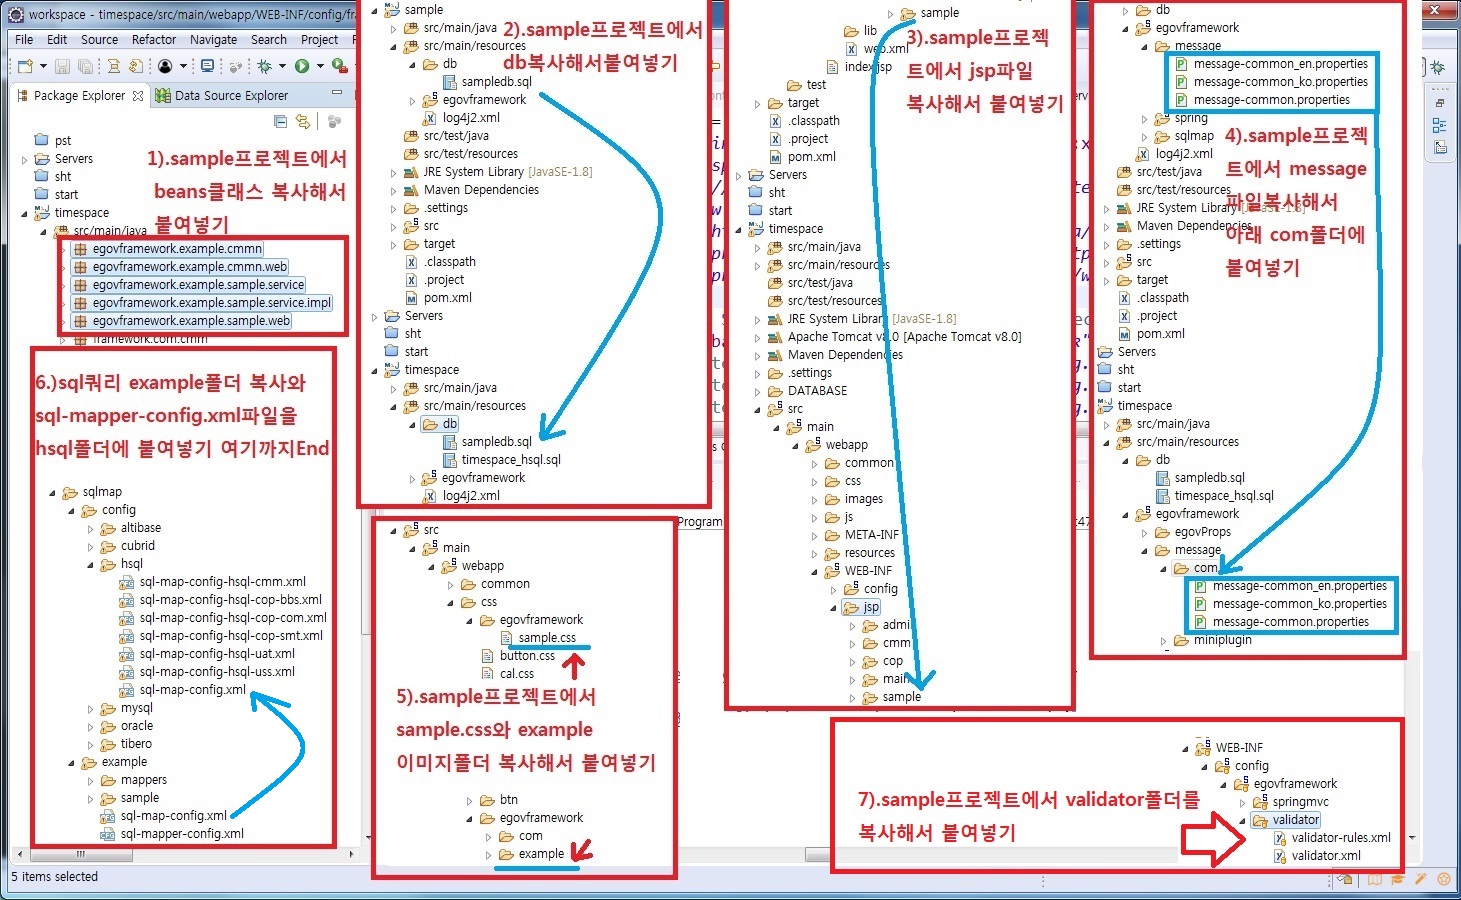 workspace - timespace/src/main/webapp/WEB-INF/config/fra
File Edit Source Refactor Navigate Search Project
Package Explorer
Data Source Explorer
pst
Servers
sht
start
timespace
src/main/java
egovframework.example.cmmn
egovframework.example.cmmn.web
egovframework.example.sample.service
egovframework.example.sample.service.impl
egovframework.example.sample.web
framework.com.cmm
1).sample프로젝트에서
beans클래스 복사해서
붙여넣기
6.)sql쿼리 example폴더 복사와
sql-mapper-config.xml파일을
hsql폴더에 붙여넣기 여기까지End
sqlmap
config
altibase
cubrid
hsql
sql-map-config-hsql-cmm.xml
sql-map-config-hsql-cop-bbs.xml
sql-map-config-hsql-cop-com.xml
sql-map-config-hsql-cop-smt.xml
sql-map-config-hsql-uat.xml
sql-map-config-hsql-uss.xml
sql-map-config.xml
mysql
oracle
tibero
example
mappers
sample
sql-map-config.xml
sql-mapper-config.xml
5 items selected
sample
src/main/java
src/main/resources
db
sampledb.sql
egovframework
log4j2.xml
src/test/java
src/test/resources
JRE System Library [JavaSE-1.8]
Maven Dependencies
.settings
src
target
.classpath
.project
pom.xml
Servers
sht
start
timespace
src/main/java
src/main/resources
db
sampledb.sql
timespace_hsql.sql
egovframework
log4j2.xml
2).sample프로젝트에서
db복사해서붙여넣기
src
main
webapp
common
css
egovframework
sample.css
button.css
cal.css
5).sample프로젝트에서
sample.css와 example
이미지폴더 복사해서 붙여넣기
btn
egovframework
com
example
Program
sample
lib
web.xml
index.jsp
test
target
.classpath
.project
pom.xml
Servers
sht
start
timespace
src/main/java
src/main/resources
src/test/java
src/test/resources
JRE System Library [JavaSE-1.8]
Apache Tomcat v8.0 [Apache Tomcat v8.0]
Maven Dependencies
.settings
DATABASE
src
main
webapp
common
css
images
js
META-INF
resources
WEB-INF
config
jsp
admi
cmm
cop
main
sample
3).sample프로젝
트에서 jsp파일
복사해서 붙여넣기
db
egovframework
message
message-common_en.properties
message-common_ko.properties
message-common.properties
spring
sqlmap
log4j2.xml
src/test/java
src/test/resources
JRE System Library [JavaSE-1.8]
Maven Dependencies
.settings
src
target
.classpath
.project
pom.xml
Servers
sht
start
timespace
src/main/java
src/main/resources
db
sampledb.sql
timespace_hsql.sql
egovframework
egovProps
message
com
message-common_en.properties
message-common_ko.properties
message-common.properties
miniplugin
4).sample프로젝
트에서 message
파일복사해서
아래 com폴더에
붙여넣기
7).sample프로젝트에서 validator폴더를
복사해서 붙여넣기
WEB-INF
config
egovframework
springmvc
validator
validator-rules.xml
validator.xml